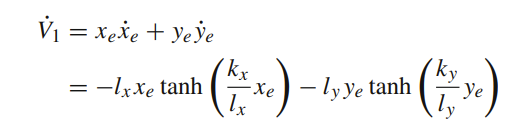 V̇₁ = xₑẋₑ + yₑẏₑ
= −lₓxₑ tanh (kₓ/lₓ xₑ) − l_y yₑ tanh (k_y/l_y yₑ)